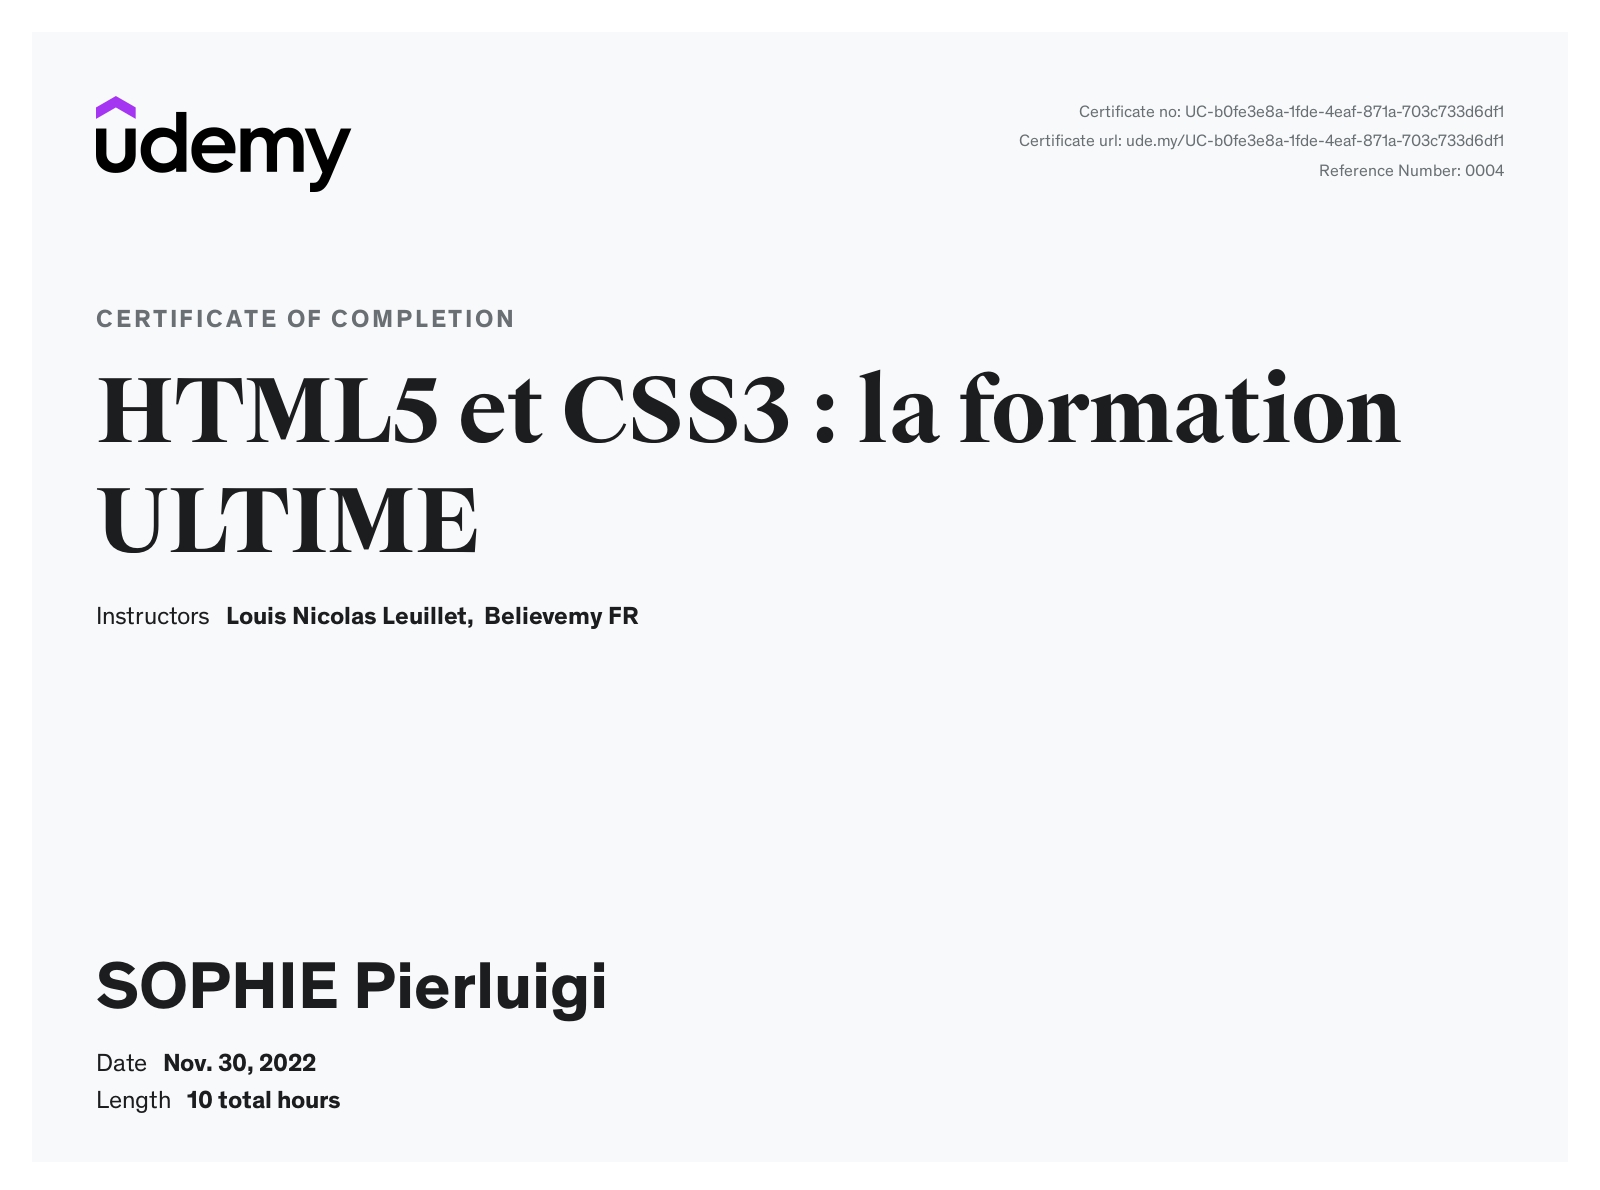 udemy
Certificate no: UC-b0fe3e8a-1fde-4eaf-871a-703c733d6df1
Certificate url: ude.my/UC-b0fe3e8a-1fde-4eaf-871a-703c733d6df1
Reference Number: 0004
CERTIFICATE OF COMPLETION
HTML5 et CSS3 : la formation
ULTIME
Instructors Louis Nicolas Leuillet, Believemy FR
SOPHIE Pierluigi
Date Nov. 30, 2022
Length 10 total hours